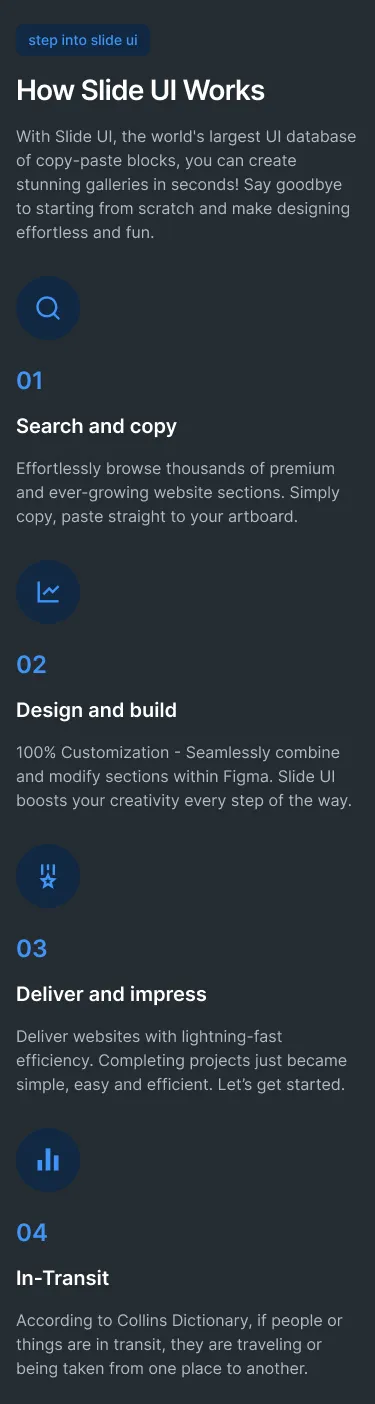 step into slide ui
How Slide UI Works
With Slide UI, the world's largest UI database
of copy-paste blocks, you can create
stunning galleries in seconds! Say goodbye
to starting from scratch and make designing
effortless and fun.
01
Search and copy
Effortlessly browse thousands of premium
and ever-growing website sections. Simply
copy, paste straight to your artboard.
02
Design and build
100% Customization - Seamlessly combine
and modify sections within Figma. Slide UI
boosts your creativity every step of the way.
03
Deliver and impress
Deliver websites with lightning-fast
efficiency. Completing projects just became
simple, easy and efficient. Let’s get started.
04
In-Transit
According to Collins Dictionary, if people or
things are in transit, they are traveling or
being taken from one place to another.